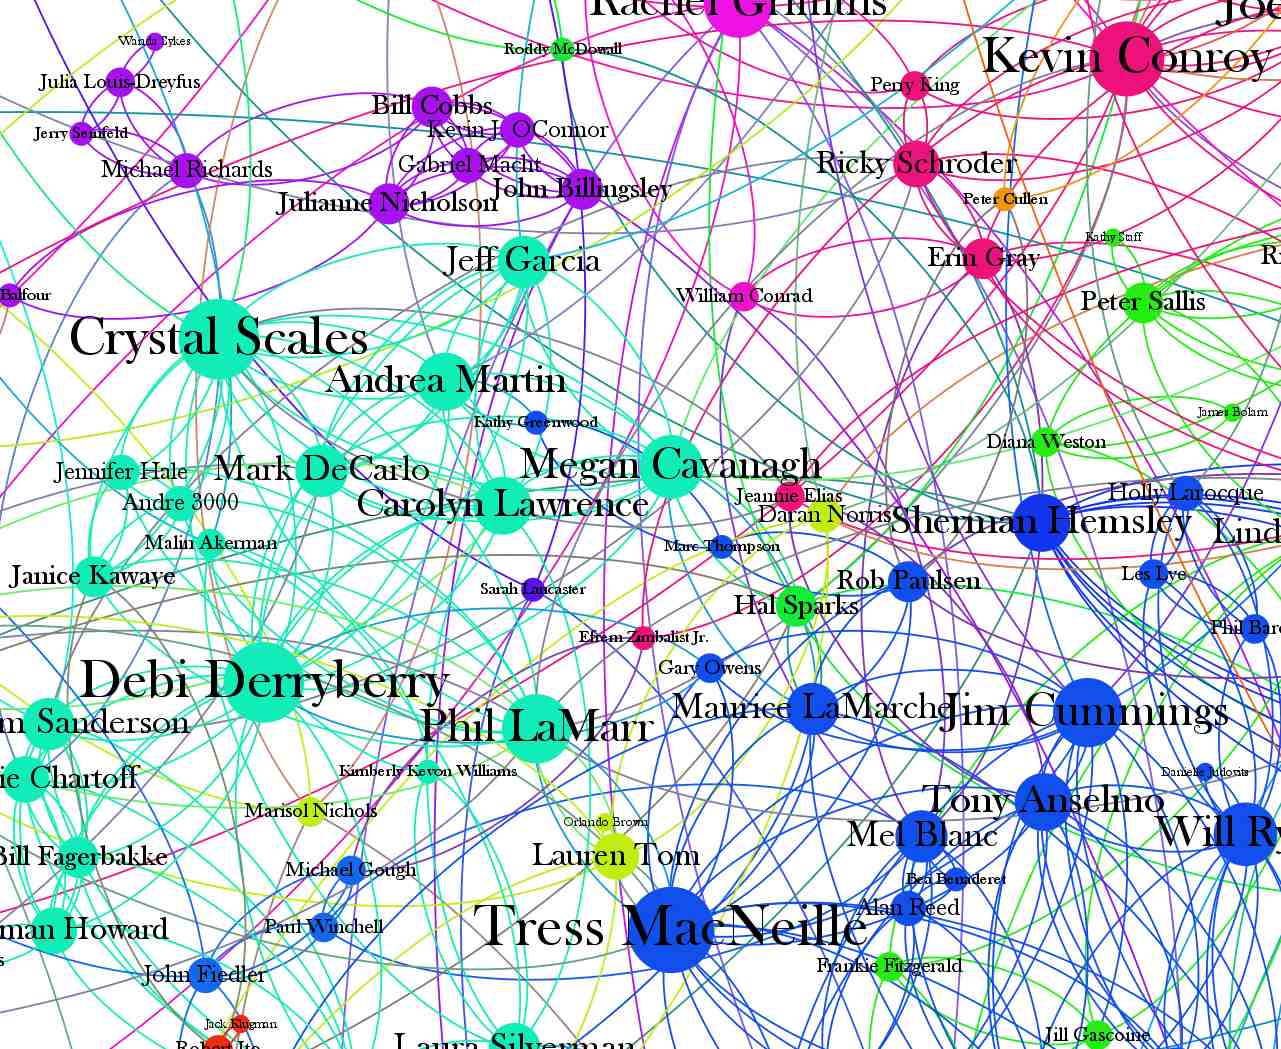 Rachel Griffiths
Joe
Wanda Sykes
Roddy McDowall
Kevin Conroy
Julia Louis-Dreyfus
Perry King
Bill Cobbs
Jerry Seinfeld
Kevin J. O'Connor
Michael Richards
Gabriel Macht
Ricky Schroder
Julianne Nicholson
John Billingsley
Peter Cullen
Kathy Staff
Jeff Garcia
Erin Gray
Balfour
William Conrad
Peter Sallis
Crystal Scales
Andrea Martin
Kathy Greenwood
James Bolam
Diana Weston
Jennifer Hale
Mark DeCarlo
Megan Cavanagh
Andre 3000
Carolyn Lawrence
Jeannie Elias
Daran Norris
Holly Larocque
Sherman Hemsley
Lind
Malin Akerman
Marc Thompson
Janice Kawaye
Sarah Lancaster
Rob Paulsen
Les Lye
Hal Sparks
Phil Bar
Efrem Zimbalist Jr.
Gary Owens
Debi Derryberry
m Sanderson
Phil LaMarr
Maurice LaMarche
Jim Cummings
ie Chartoff
Kimberly Kevon Williams
Danielle Judovits
Marisol Nichols
Orlando Brown
Tony Anselmo
Mel Blanc
Will Ry
Bill Fagerbakke
Lauren Tom
Michael Gough
Bea Benaderet
Alan Reed
man Howard
Paul Winchell
Tress MacNeille
s
John Fiedler
Frankie Fitzgerald
Jack Klugman
Robert Ito
Laura Silverman
Jill Gascoine